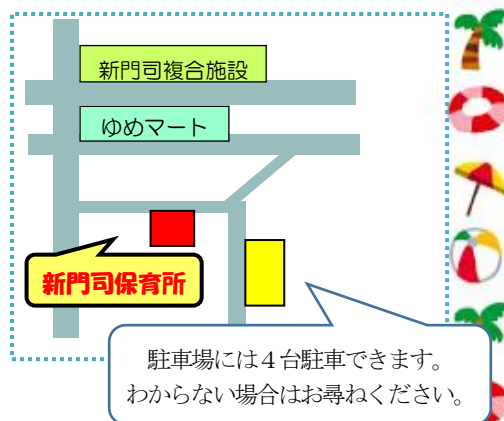 新門司複合施設
ゆめマート
新門司保育所
駐車場には４台駐車できます。
わからない場合はお尋ねください。